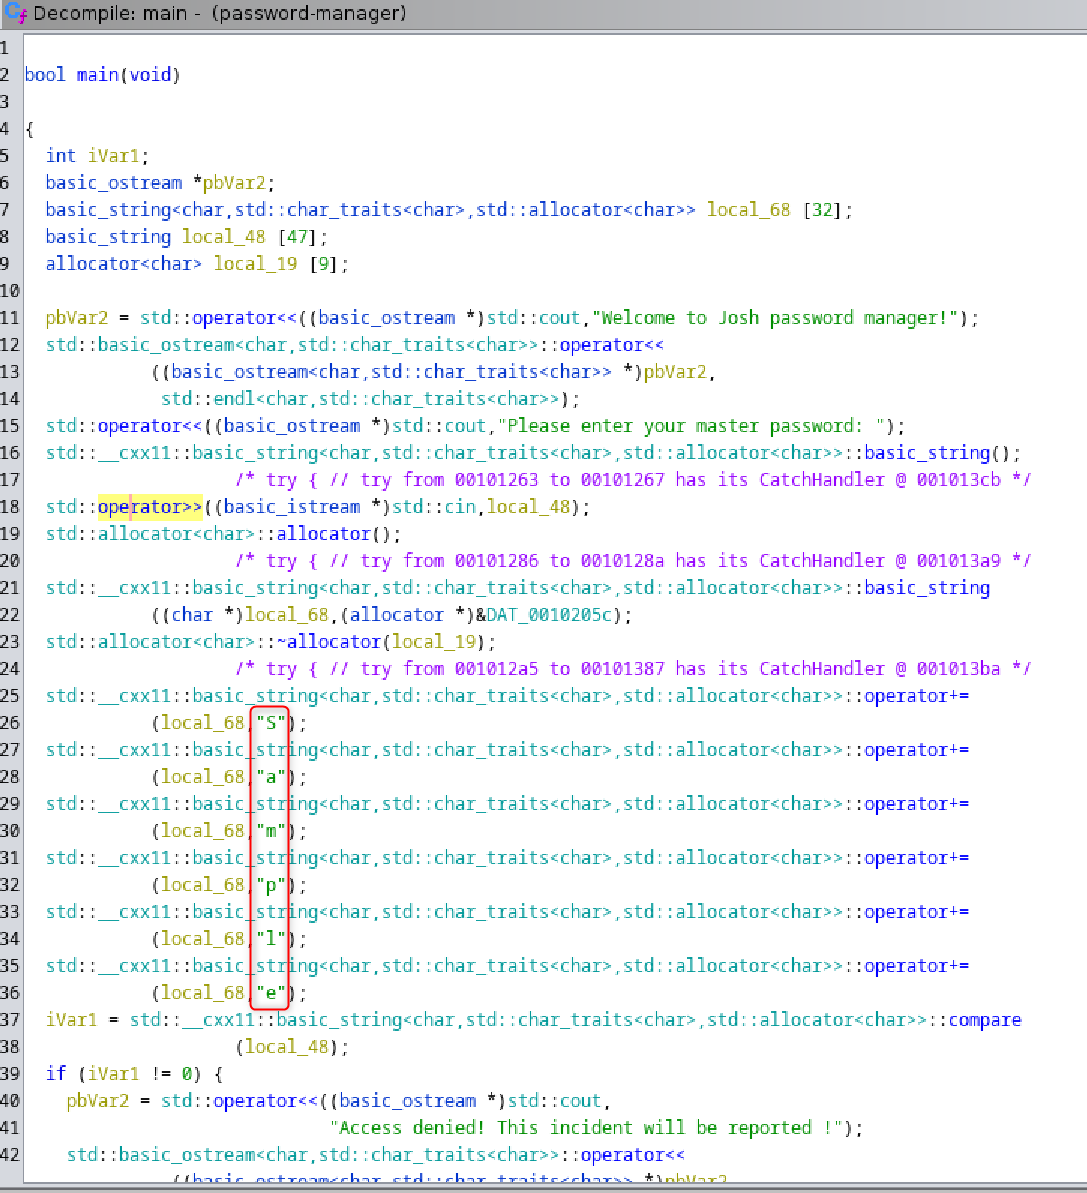 Decompile: main - (password-manager)
1
2 bool main(void)
3
4 {
5 int iVar1;
6 basic_ostream *pbVar2;
7 basic_string<char,std::char_traits<char>,std::allocator<char>> local_68 [32];
8 basic_string local_48 [47];
9 allocator<char> local_19 [9];
10
11 pbVar2 = std::operator<<((basic_ostream *)std::cout,"Welcome to Josh password manager!");
12 std::basic_ostream<char,std::char_traits<char>>::operator<<
13 ((basic_ostream<char,std::char_traits<char>> *)pbVar2,
14 std::endl<char,std::char_traits<char>>);
15 std::operator<<((basic_ostream *)std::cout,"Please enter your master password: ");
16 std::__cxx11::basic_string<char,std::char_traits<char>,std::allocator<char>>::basic_string();
17 /* try { // try from 00101263 to 00101267 has its CatchHandler @ 001013cb */
18 std::operator>>((basic_istream *)std::cin,local_48);
19 std::allocator<char>::allocator();
20 /* try { // try from 00101286 to 0010128a has its CatchHandler @ 001013a9 */
21 std::__cxx11::basic_string<char,std::char_traits<char>,std::allocator<char>>::basic_string
22 ((char *)local_68,(allocator *)&DAT_0010205c);
23 std::allocator<char>::~allocator(local_19);
24 /* try { // try from 001012a5 to 00101387 has its CatchHandler @ 001013ba */
25 std::__cxx11::basic_string<char,std::char_traits<char>,std::allocator<char>>::operator+=
26 (local_68,"S");
27 std::__cxx11::basic_string<char,std::char_traits<char>,std::allocator<char>>::operator+=
28 (local_68,"a");
29 std::__cxx11::basic_string<char,std::char_traits<char>,std::allocator<char>>::operator+=
30 (local_68,"m");
31 std::__cxx11::basic_string<char,std::char_traits<char>,std::allocator<char>>::operator+=
32 (local_68,"p");
33 std::__cxx11::basic_string<char,std::char_traits<char>,std::allocator<char>>::operator+=
34 (local_68,"l");
35 std::__cxx11::basic_string<char,std::char_traits<char>,std::allocator<char>>::operator+=
36 (local_68,"e");
37 iVar1 = std::__cxx11::basic_string<char,std::char_traits<char>,std::allocator<char>>::compare
38 (local_48);
39 if (iVar1 != 0) {
40 pbVar2 = std::operator<<((basic_ostream *)std::cout,
41 "Access denied! This incident will be reported !");
42 std::basic_ostream<char,std::char_traits<char>>::operator<<
((basic_ostream<char,std::char_traits<char>> *)pbVar2